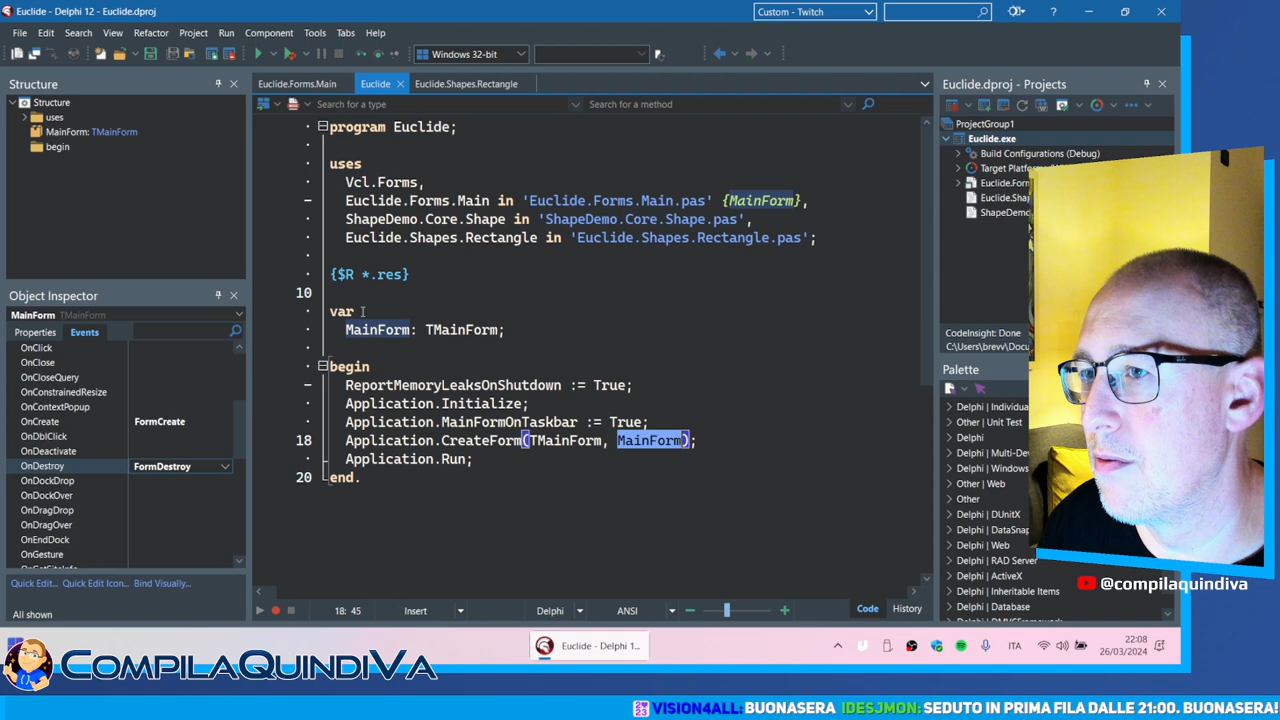 Euclide - Delphi 12 - Euclide.dproj
Custom - Twitch
File Edit Search View Refactor Project Run Component Tools Tabs Help
Windows 32-bit
Structure
Structure
uses
MainForm: TMainForm
begin
Object Inspector
MainForm TMainForm
Properties Events
OnClick
OnClose
OnCloseQuery
OnConstrainedResize
OnContextPopup
OnCreate FormCreate
OnDblClick
OnDeactivate
OnDestroy FormDestroy
OnDockDrop
OnDockOver
OnDragDrop
OnDragOver
OnGesture
Quick Edit... Quick Edit Icon... Bind Visually...
All shown
Euclide.Forms.Main Euclide Euclide.Shapes.Rectangle
Search for a type Search for a method
program Euclide;
uses
Vcl.Forms,
Euclide.Forms.Main in 'Euclide.Forms.Main.pas' {MainForm},
ShapeDemo.Core.Shape in 'ShapeDemo.Core.Shape.pas',
Euclide.Shapes.Rectangle in 'Euclide.Shapes.Rectangle.pas';
{$R *.res}
10
var
MainForm: TMainForm;
begin
ReportMemoryLeaksOnShutdown := True;
Application.Initialize;
Application.MainFormOnTaskbar := True;
18 Application.CreateForm(TMainForm, MainForm);
Application.Run;
20 end.
18: 45 Insert Delphi ANSI Code History
Euclide.dproj - Projects
ProjectGroup1
Euclide.exe
Build Configurations (Debug)
Target Platforms
Euclide.Forr
Euclide.Sha
ShapeDemo
CodeInsight: Done
C:\Users\brevv\Docu
Palette
Delphi | Individua
Other | Unit Test
Delphi
Delphi | Multi-Dev
Delphi | Windows
Other | Web
Other
Delphi | DUnitX
Delphi | DataSnap
Delphi | Web
Delphi | RAD Server
Delphi | ActiveX
Delphi | Inheritable Items
Delphi | Database
@compilaquindiva
Euclide - Delphi 1...
ITA
22:08
26/03/2024
COMPILAQUINDIVA
VISION4ALL: BUONASERA IDESJMON: SEDUTO IN PRIMA FILA DALLE 21:00. BUONASERA!